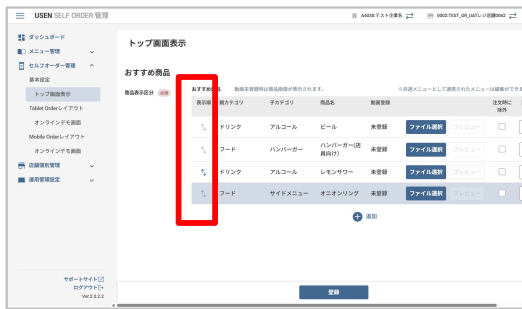 USEN SELF ORDER 管理
A4030:テスト企業名
0002:TEST_QR_UATレジ店舗0062
ダッシュボード
メニュー管理
セルフオーダー管理
基本設定
トップ画面表示
Tablet Orderレイアウト
オンラインデモ画面
Mobile Orderレイアウト
オンラインデモ画面
店舗個別管理
運用管理設定
サポートサイト
ログアウト
Ver.2.0.2.2
トップ画面表示
おすすめ商品
商品表示区分 必須
おすすめ
動画未登録時は商品画像が表示されます。
※共通メニューとして連携されたメニューは編集ができま
表示順 親カテゴリ 子カテゴリ 商品名 動画登録 注文時に除外
ドリンク アルコール ビール 未登録 ファイル選択 プレビュー
フード ハンバーガー ハンバーガー(店員向け) 未登録 ファイル選択 プレビュー
ドリンク アルコール レモンサワー 未登録 ファイル選択 プレビュー
フード サイドメニュー オニオンリング 未登録 ファイル選択 プレビュー
追加
登録